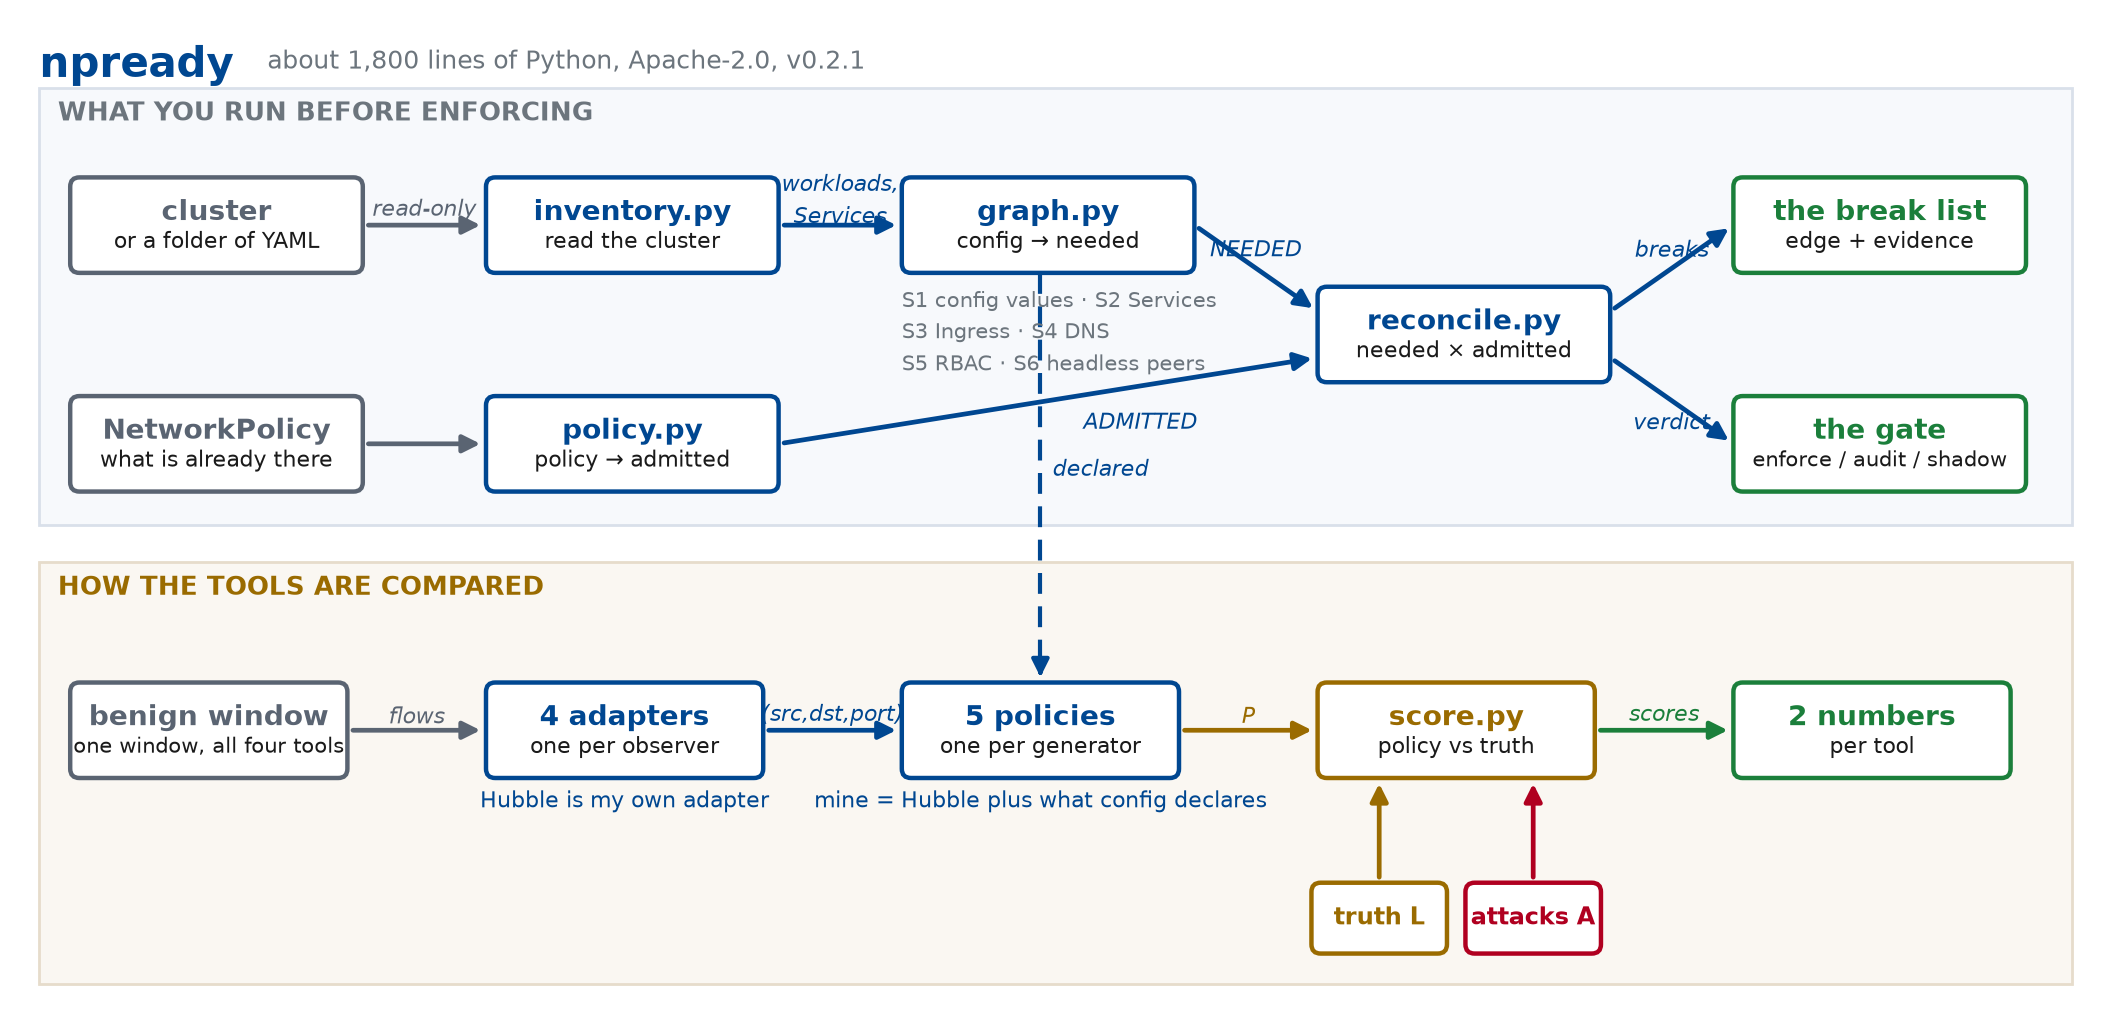 npready about 1,800 lines of Python, Apache-2.0, v0.2.1
WHAT YOU RUN BEFORE ENFORCING
cluster
or a folder of YAML
read-only
inventory.py
read the cluster
workloads,
Services
graph.py
config → needed
S1 config values · S2 Services
S3 Ingress · S4 DNS
S5 RBAC · S6 headless peers
NEEDED
NetworkPolicy
what is already there
policy.py
policy → admitted
ADMITTED
declared
reconcile.py
needed × admitted
breaks
the break list
edge + evidence
verdict
the gate
enforce / audit / shadow
HOW THE TOOLS ARE COMPARED
benign window
one window, all four tools
flows
4 adapters
one per observer
Hubble is my own adapter
(src,dst,port)
5 policies
one per generator
mine = Hubble plus what config declares
P
score.py
policy vs truth
scores
2 numbers
per tool
truth L
attacks A